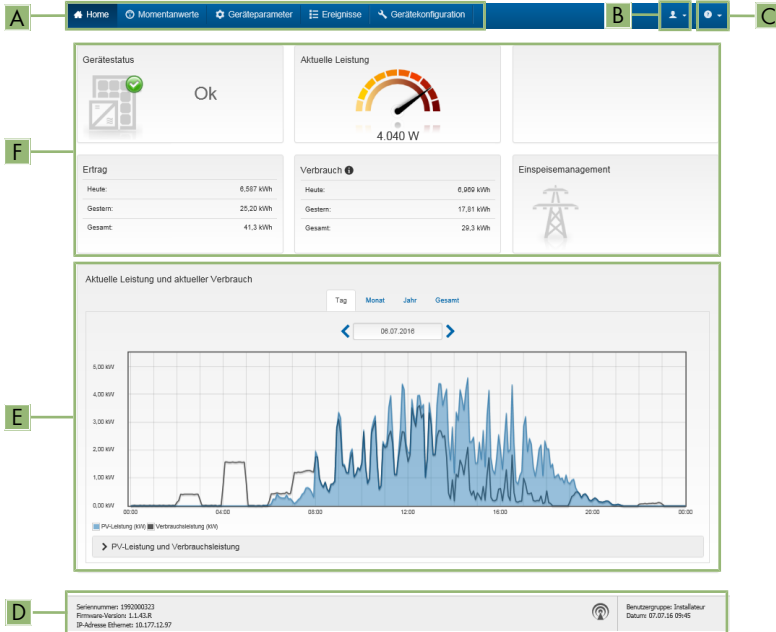 A
Home Momentanwerte Geräteparameter Ereignisse Gerätekonfiguration
B
C
F
Gerätestatus
Ok
Aktuelle Leistung
4.040 W
Ertrag
Heute: 6,587 kWh
Gestern: 25,20 kWh
Gesamt: 41,3 kWh
Verbrauch
Heute: 6,969 kWh
Gestern: 17,81 kWh
Gesamt: 29,3 kWh
Einspeisemanagement
E
Aktuelle Leistung und aktueller Verbrauch
Tag Monat Jahr Gesamt
06.07.2016
5,00 kW
4,00 kW
3,00 kW
2,00 kW
1,00 kW
0,00 kW
00:00 04:00 08:00 12:00 16:00 20:00 00:00
PV-Leistung (kW) Verbrauchsleistung (kW)
PV-Leistung und Verbrauchsleistung
D
Seriennummer: 1992000323
Firmware-Version: 1.1.43.R
IP-Adresse Ethernet: 10.177.12.97
Benutzergruppe: Installateur
Datum: 07.07.16 09:45